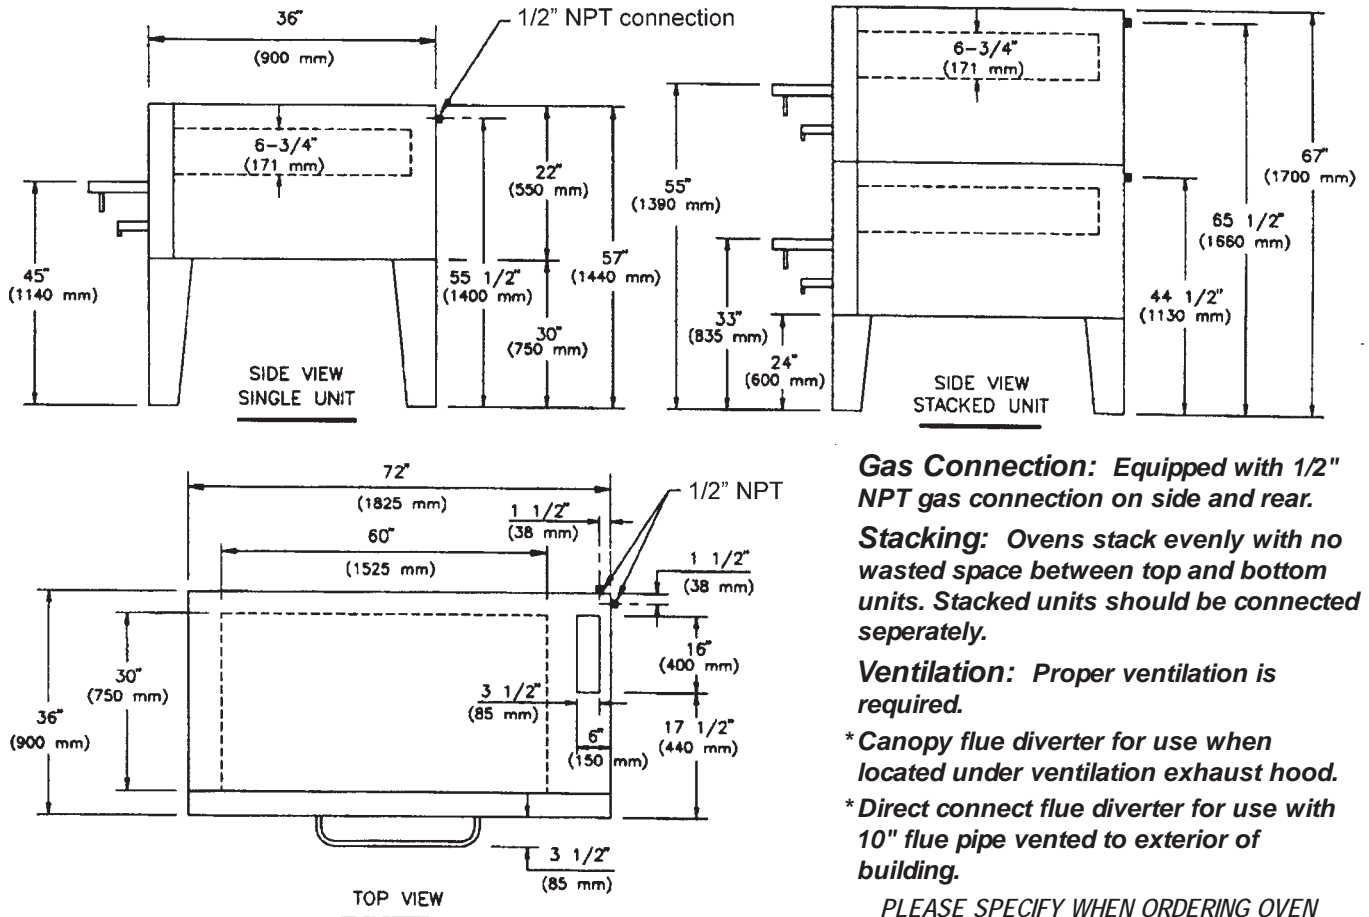 36"
(900 mm)
1/2” NPT connection
6-3/4"
(171 mm)
22"
(550 mm)
57"
(1440 mm)
55 1/2"
(1400 mm)
30"
(750 mm)
45"
(1140 mm)
SIDE VIEW
SINGLE UNIT
6-3/4"
(171 mm)
55"
(1390 mm)
67"
(1700 mm)
65 1/2"
(1660 mm)
44 1/2"
(1130 mm)
33"
(835 mm)
24"
(600 mm)
SIDE VIEW
STACKED UNIT
72"
(1825 mm)
1/2” NPT
1 1/2"
(38 mm)
60"
(1525 mm)
1 1/2"
(38 mm)
16"
(400 mm)
30"
(750 mm)
36"
(900 mm)
3 1/2"
(85 mm)
17 1/2"
(440 mm)
6"
(150 mm)
3 1/2"
(85 mm)
TOP VIEW
Gas Connection: Equipped with 1/2"
NPT gas connection on side and rear.
Stacking: Ovens stack evenly with no
wasted space between top and bottom
units. Stacked units should be connected
seperately.
Ventilation: Proper ventilation is
required.
* Canopy flue diverter for use when
located under ventilation exhaust hood.
* Direct connect flue diverter for use with
10" flue pipe vented to exterior of
building.
PLEASE SPECIFY WHEN ORDERING OVEN